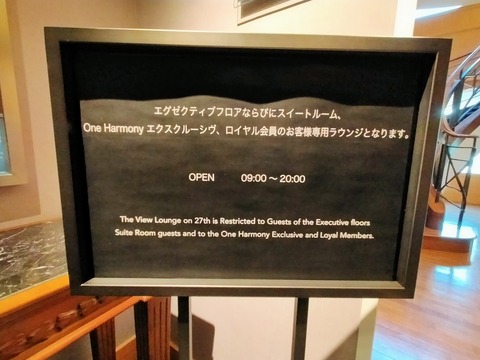 エグゼクティブフロアならびにスイートルーム、
One Harmony エクスクルーシヴ、ロイヤル会員のお客様専用ラウンジとなります。
OPEN 09:00～20:00
The View Lounge on 27th is Restricted to Guests of the Executive floors
Suite Room guests and to the One Harmony Exclusive and Loyal Members.